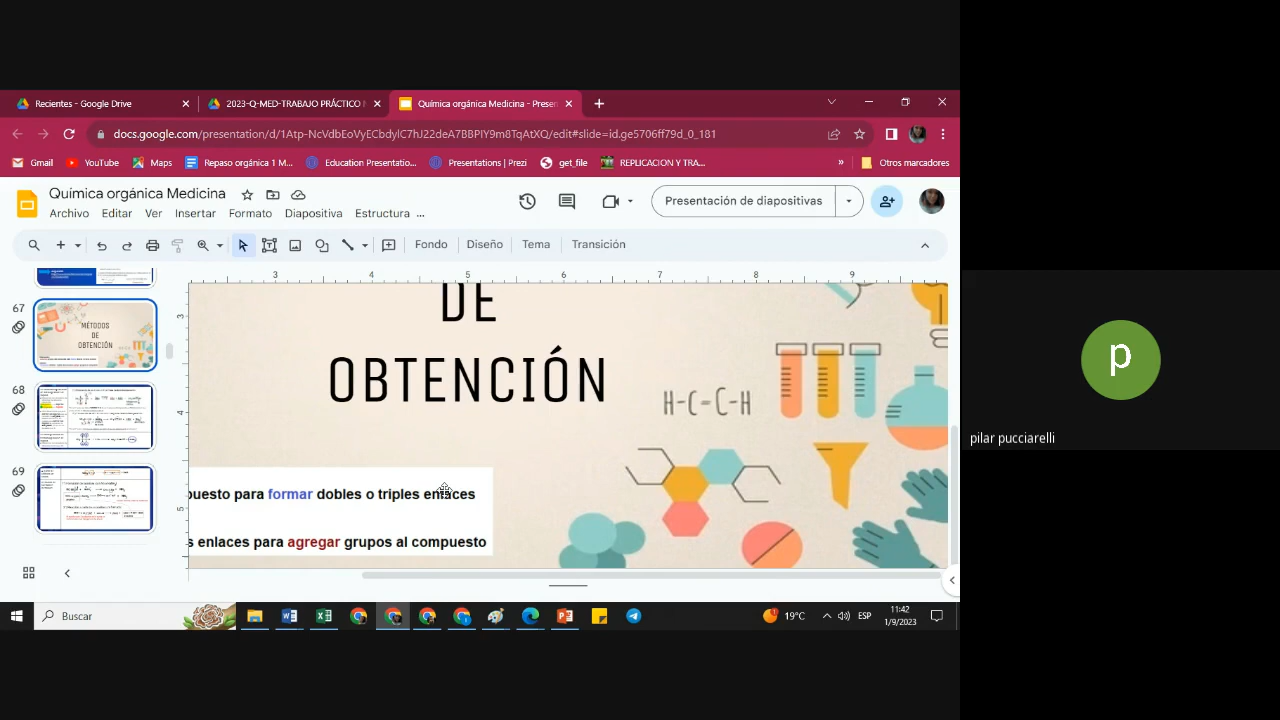 Recientes - Google Drive
2023-Q-MED-TRABAJO PRÁCTICO
Química orgánica Medicina - Presen
docs.google.com/presentation/d/1Atp-NcVdbEoVyECbdylC7hJ22deA7BBPIY9m8TqAtXQ/edit#slide=id.ge5706ff79d_0_181
Gmail
YouTube
Maps
Repaso orgánica 1 M...
Education Presentatio...
Presentations | Prezi
get_file
REPLICACION Y TRA...
»
Otros marcadores
Química orgánica Medicina
Archivo Editar Ver Insertar Formato Diapositiva Estructura ...
Presentación de diapositivas
Fondo Diseño Tema Transición
3 4 5 6 7 8 9
67
MÉTODOS
DE
OBTENCIÓN
68
69
3
4
5
DE
OBTENCIÓN
H-C=C-H
puesto para formar dobles o triples enlaces
s enlaces para agregar grupos al compuesto
p
pilar pucciarelli
Buscar
19°C
ESP
11:42
1/9/2023